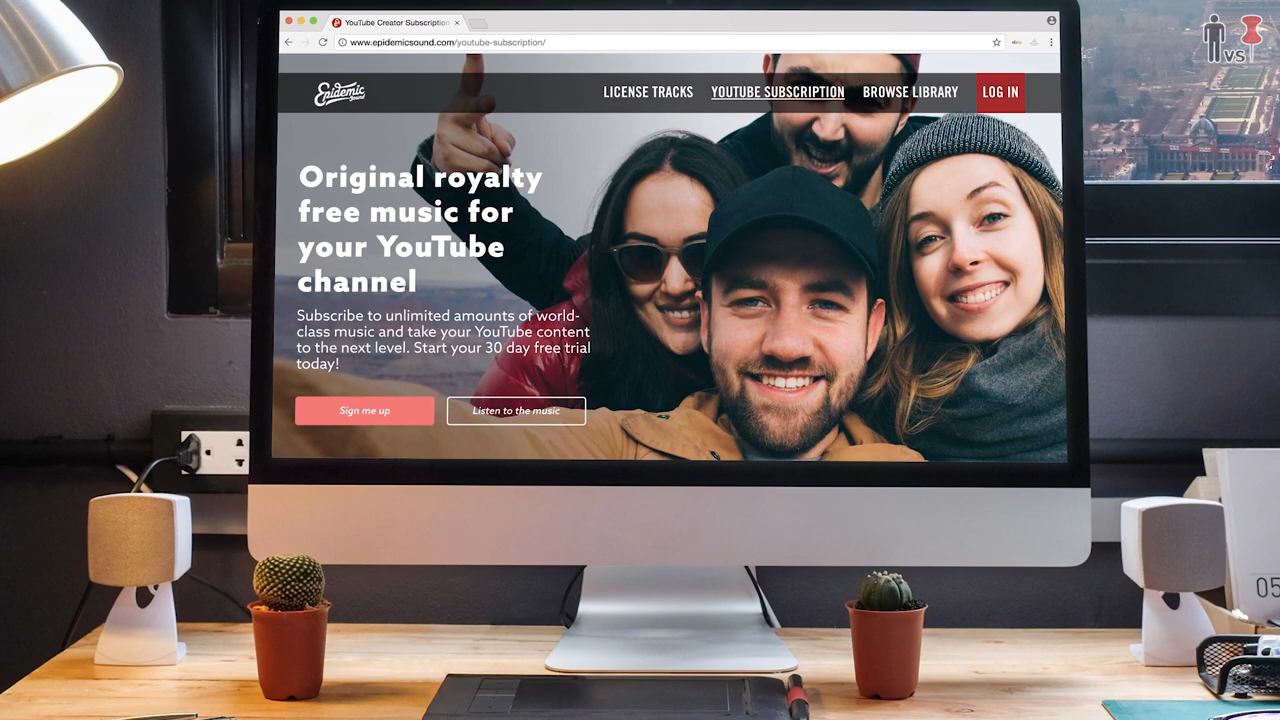 YouTube Creator Subscription
www.epidemicsound.com/youtube-subscription/
VS
Epidemic
Sound
LICENSE TRACKS YOUTUBE SUBSCRIPTION BROWSE LIBRARY LOG IN
Original royalty
free music for
your YouTube
channel
Subscribe to unlimited amounts of world-
class music and take your YouTube content
to the next level. Start your 30 day free trial
today!
Sign me up Listen to the music
05